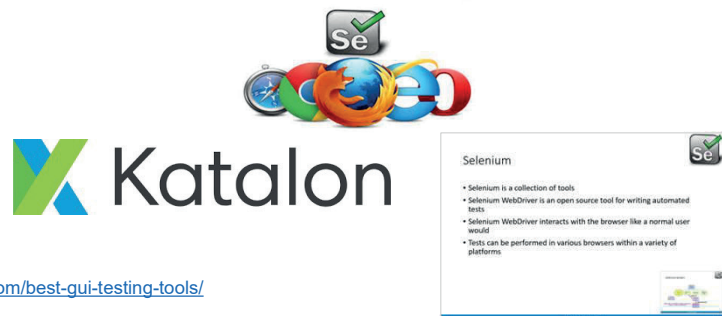 Se
Katalon
Se
Selenium
• Selenium is a collection of tools
• Selenium WebDriver is an open source tool for writing automated
tests
• Selenium WebDriver interacts with the browser like a normal user
would
• Tests can be performed in various browsers within a variety of
platforms
om/best-gui-testing-tools/